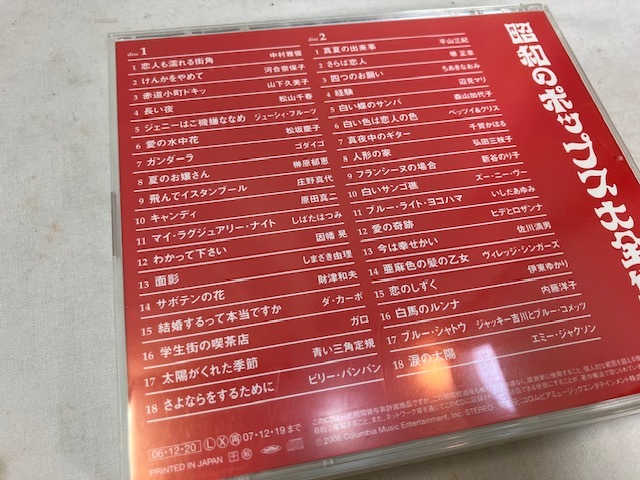 昭和のポップス
disc 1
1 恋人も濡れる街角 中村雅俊
2 けんかをやめて 河合奈保子
3 赤道小町ドキッ 山下久美子
4 長い夜 松山千春
5 ジェニーはご機嫌ななめ ジューシィ・フルーツ
6 愛の水中花 松坂慶子
7 ガンダーラ ゴダイゴ
8 夏のお嬢さん 榊原郁恵
9 飛んでイスタンブール 庄野真代
10 キャンディ 原田真二
11 マイ・ラグジュアリー・ナイト しばたはつみ
12 わかって下さい 因幡 晃
13 面影 しまざき由理
14 サボテンの花 財津和夫
15 結婚するって本当ですか ダ・カーポ
16 学生街の喫茶店 ガロ
17 太陽がくれた季節 青い三角定規
18 さよならをするために ビリー・バンバン
disc 2
1 真夏の出来事 平山三紀
2 さらば恋人 堺 正章
3 四つのお願い ちあきなおみ
4 経験 辺見マリ
5 白い蝶のサンバ 森山加代子
6 白い色は恋人の色 ベッツイ&クリス
7 真夜中のギター 千賀かほる
8 人形の家 弘田三枝子
9 フランシーヌの場合 新谷のり子
10 白いサンゴ礁 ズー・ニー・ヴー
11 ブルー・ライト・ヨコハマ いしだあゆみ
12 愛の奇跡 ヒデとロザンナ
13 今は幸せかい 佐川満男
14 亜麻色の髪の乙女 ヴィレッジ・シンガーズ
15 恋のしずく 伊東ゆかり
16 白馬のルンナ 内藤洋子
17 ブルー・シャトウ ジャッキー吉川とブルー・コメッツ
18 涙の太陽 エミー・ジャクソン
06・12・20 L X 再 07・12・19まで
PRINTED IN JAPAN
℗© 2006 Columbia Music Entertainment, Inc. STEREO